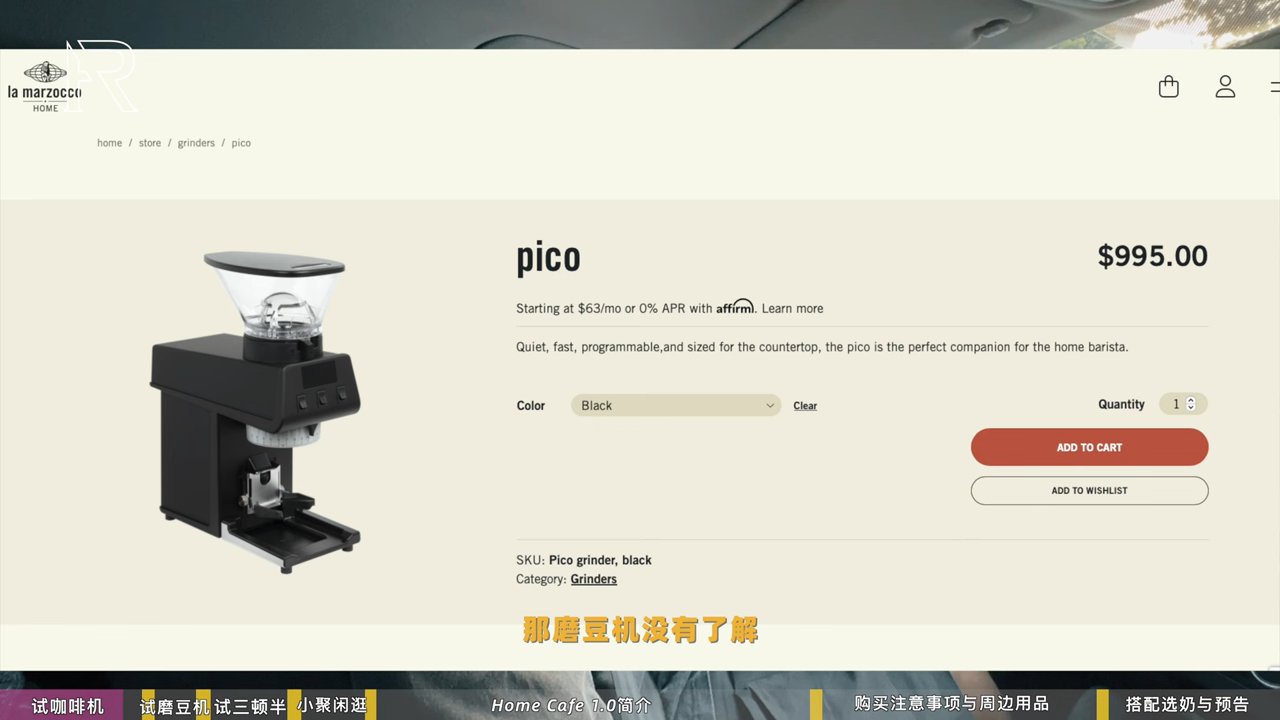 la marzocco
HOME
home / store / grinders / pico
pico
$995.00
Starting at $63/mo or 0% APR with affirm. Learn more
Quiet, fast, programmable,and sized for the countertop, the pico is the perfect companion for the home barista.
Color Black Clear
Quantity 1
ADD TO CART
ADD TO WISHLIST
SKU: Pico grinder, black
Category: Grinders
那磨豆机没有了解
试咖啡机 试磨豆机 试三顿半 小聚闲逛 Home Cafe 1.0简介 购买注意事项与周边用品 搭配选奶与预告